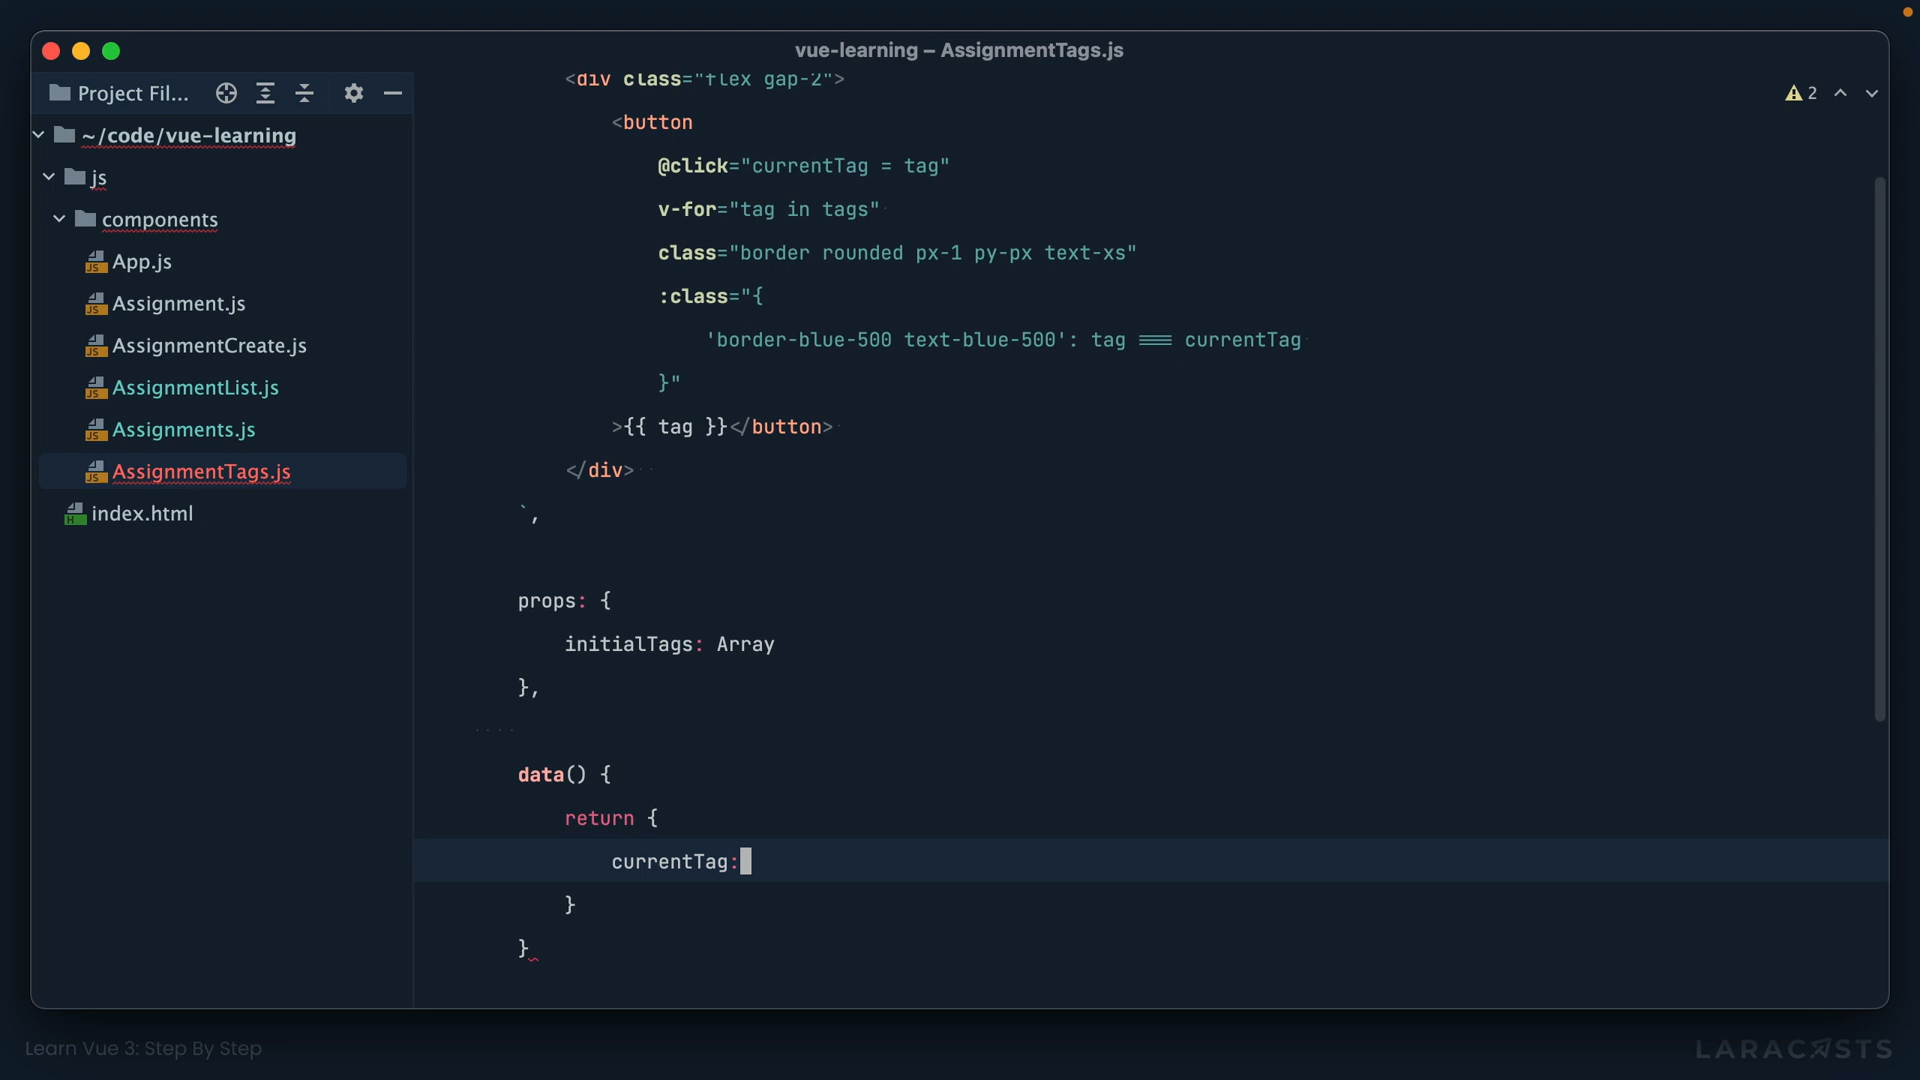 vue-learning – AssignmentTags.js
Project Fil...
2
~/code/vue-learning
js
components
App.js
Assignment.js
AssignmentCreate.js
AssignmentList.js
Assignments.js
AssignmentTags.js
index.html
<div class="flex gap-2">
<button
@click="currentTag = tag"
v-for="tag in tags"
class="border rounded px-1 py-px text-xs"
:class="{
'border-blue-500 text-blue-500': tag === currentTag
}"
>{{ tag }}</button>
</div>
`,
props: {
initialTags: Array
},
data() {
return {
currentTag:
}
}
Learn Vue 3: Step By Step
LARACASTS